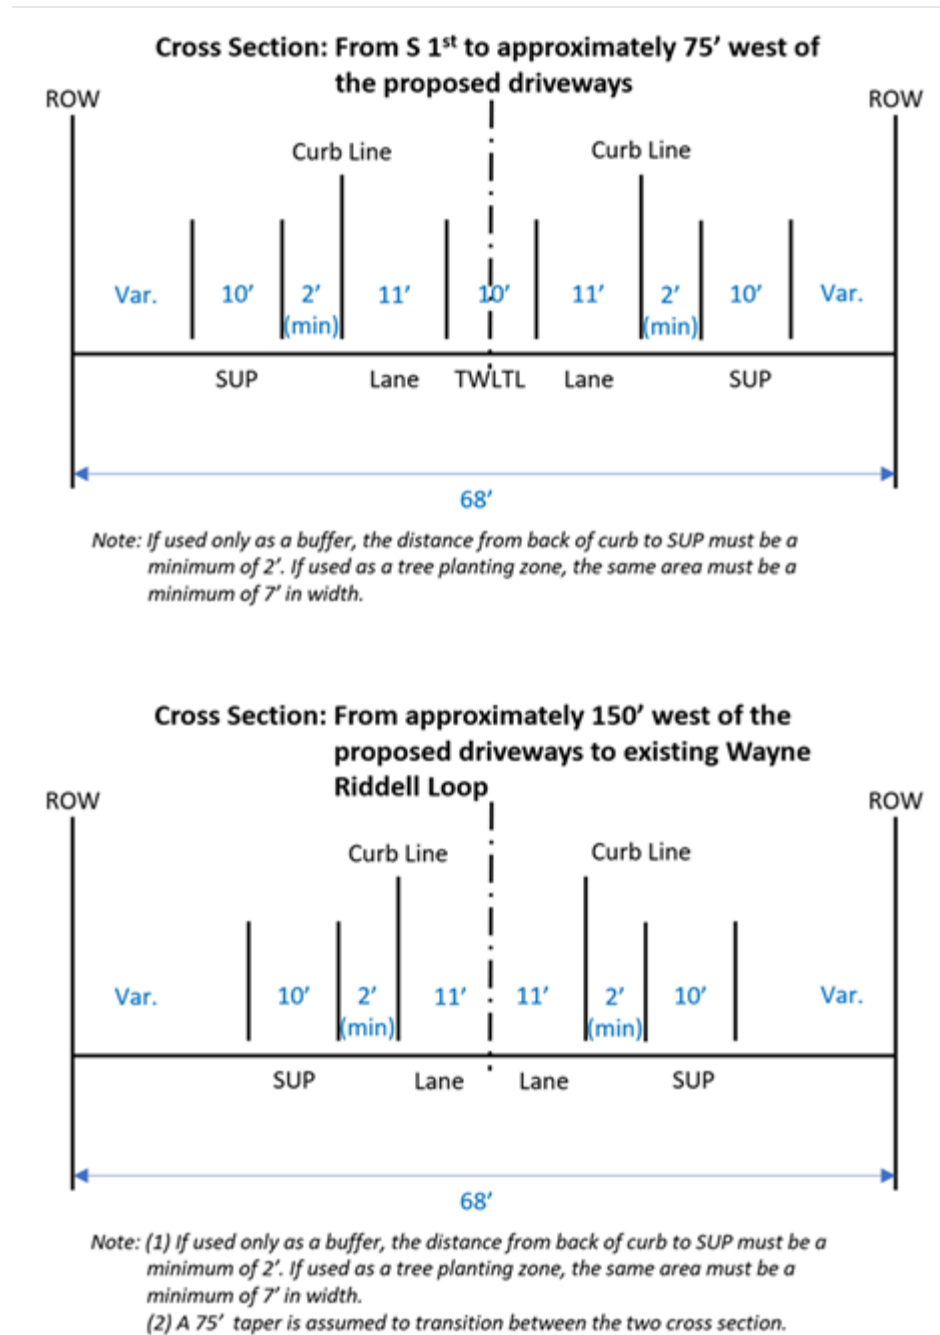 Cross Section: From S 1st to approximately 75’ west of
the proposed driveways
ROW
ROW
Curb Line
Curb Line
Var.
10’
2’
(min)
11’
10’
11’
2’
(min)
10’
Var.
SUP
Lane
TWLTL
Lane
SUP
68’
Note: If used only as a buffer, the distance from back of curb to SUP must be a
minimum of 2’. If used as a tree planting zone, the same area must be a
minimum of 7’ in width.
Cross Section: From approximately 150’ west of the
proposed driveways to existing Wayne
Riddell Loop
ROW
ROW
Curb Line
Curb Line
Var.
10’
2’
(min)
11’
11’
2’
(min)
10’
Var.
SUP
Lane
Lane
SUP
68’
Note: (1) If used only as a buffer, the distance from back of curb to SUP must be a
minimum of 2’. If used as a tree planting zone, the same area must be a
minimum of 7’ in width.
(2) A 75’ taper is assumed to transition between the two cross section.